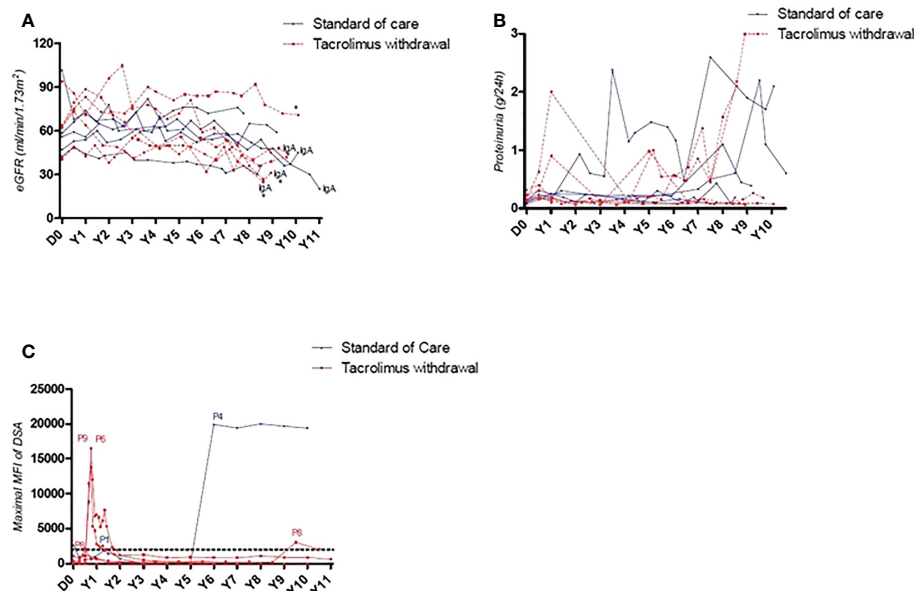 A
Standard of care
Tacrolimus withdrawal
eGFR (ml/min/1.73m²)
120
90
60
30
0
IgA
IgA
IgA
IgA
IgA
D0 Y1 Y2 Y3 Y4 Y5 Y6 Y7 Y8 Y9 Y10 Y11
B
Standard of care
Tacrolimus withdrawal
Proteinuria (g/24h)
3
2
1
0
D0 Y1 Y2 Y3 Y4 Y5 Y6 Y7 Y8 Y9 Y10
C
Standard of Care
Tacrolimus withdrawal
Maximal MFI of DSA
25000
20000
15000
10000
5000
0
P4
P9 P6
P1
P8
D0 Y1 Y2 Y3 Y4 Y5 Y6 Y7 Y8 Y9 Y10 Y11